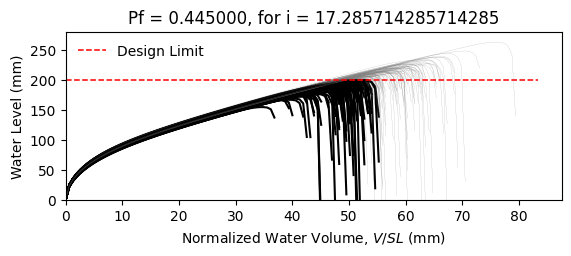 Pf = 0.445000, for i = 17.285714285714285
Design Limit
Water Level (mm)
250
200
150
100
50
0
0 10 20 30 40 50 60 70 80
Normalized Water Volume, V/SL (mm)